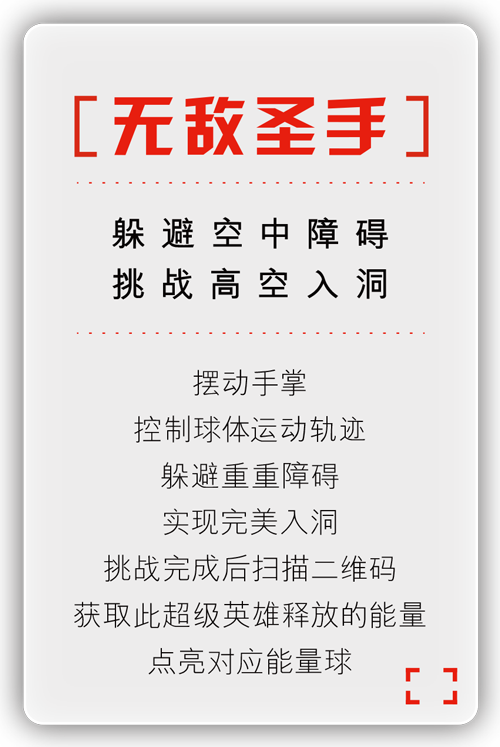 [无敌圣手]
躲避空中障碍
挑战高空入洞
摆动手掌
控制球体运动轨迹
躲避重重障碍
实现完美入洞
挑战完成后扫描二维码
获取此超级英雄释放的能量
点亮对应能量球